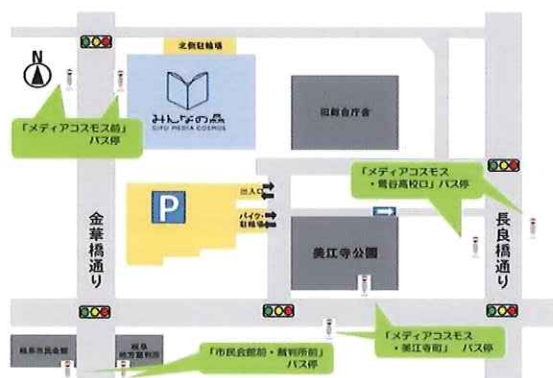 北側駐輪場
N
みんなの森
GIFU MEDIA COSMOS
旧総合庁舎
「メディアコスモス前」
バス停
「メディアコスモス
・鶯谷高校口」バス停
出入口
P
バイク・
駐輪場
金華橋通り
長良橋通り
美江寺公園
「メディアコスモス
・美江寺町」 バス停
岐阜市民会館
岐阜
地方裁判所
「市民会館前・裁判所前」
バス停